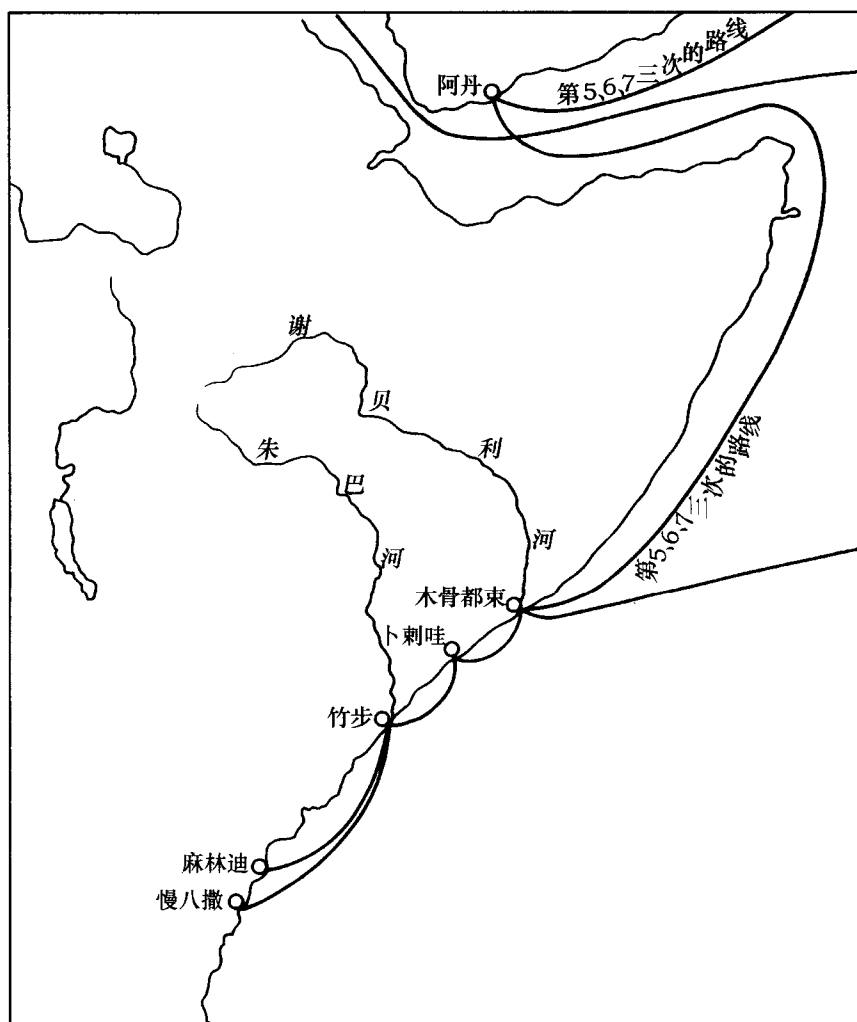 阿丹
第5、6、7三次的路线
谢贝利河
朱巴河
第5、6、7三次的路线
木骨都束
卜剌哇
竹步
麻林迪
慢八撒